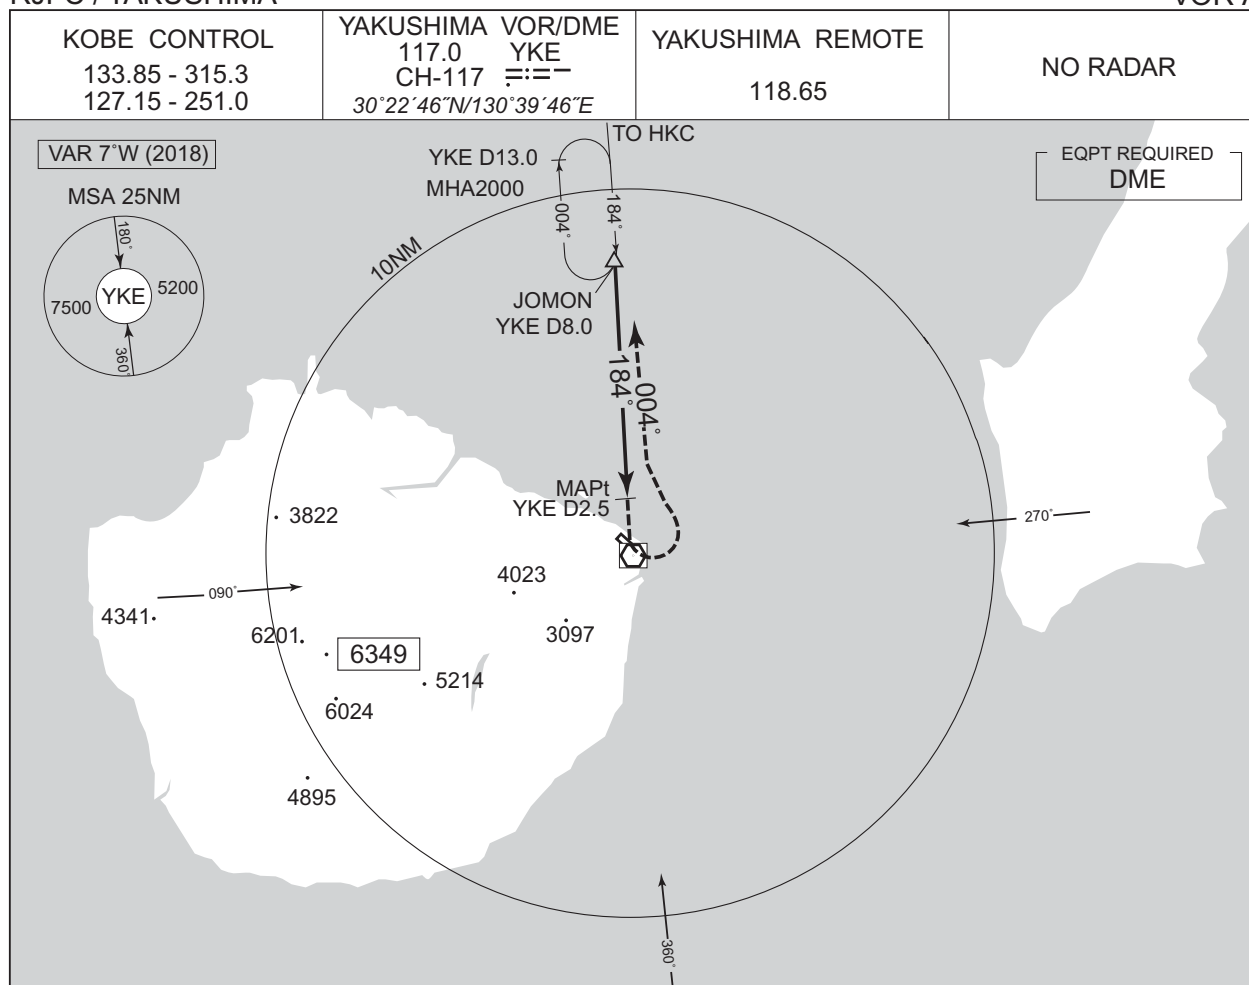 KOBE CONTROL
133.85 - 315.3
127.15 - 251.0
YAKUSHIMA VOR/DME
117.0 YKE
CH-117
30°22´46˝N/130°39´46˝E
YAKUSHIMA REMOTE
118.65
NO RADAR
VAR 7˚W (2018)
MSA 25NM
180˚
YKE
7500
5200
360˚
TO HKC
YKE D13.0
MHA2000
004˚
184˚
EQPT REQUIRED
DME
10NM
JOMON
YKE D8.0
184˚
004˚
MAPt
YKE D2.5
3822
270˚
4023
090˚
4341
3097
6201
6349
5214
6024
4895
360˚